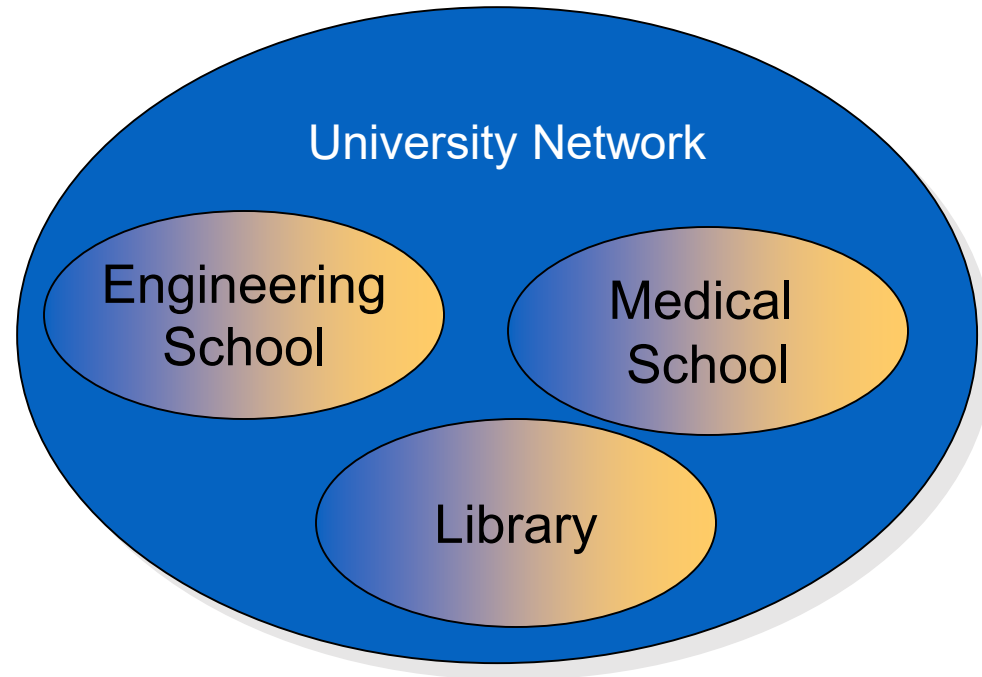 University Network
Engineering
School
Medical
School
Library